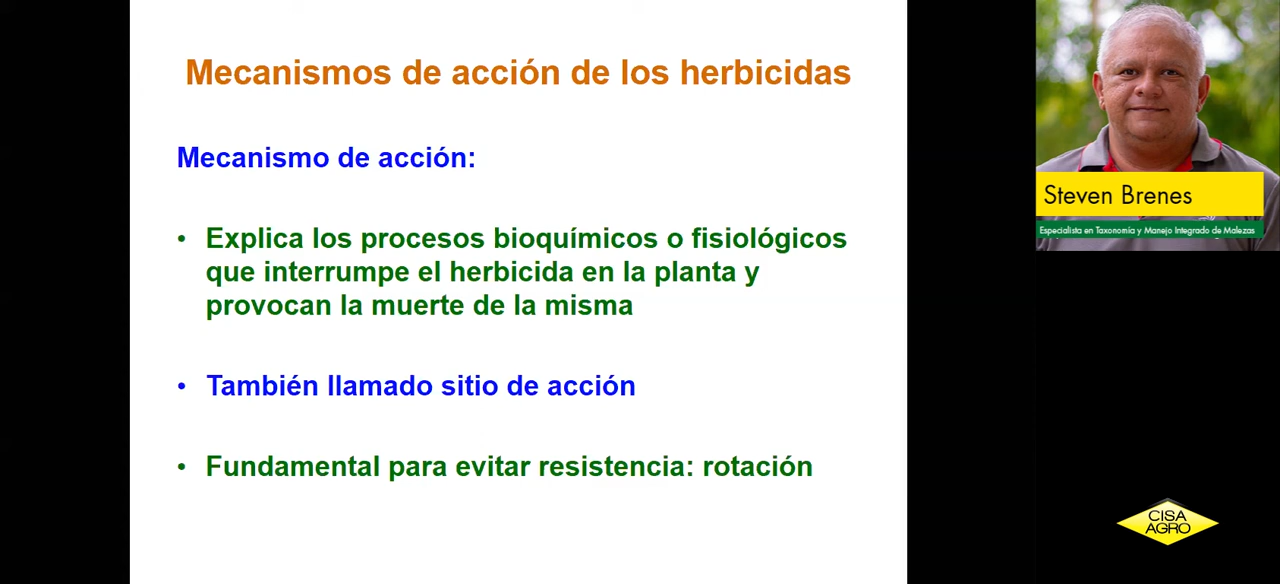 Mecanismos de acción de los herbicidas
Mecanismo de acción:
• Explica los procesos bioquímicos o fisiológicos
que interrumpe el herbicida en la planta y
provocan la muerte de la misma
• También llamado sitio de acción
• Fundamental para evitar resistencia: rotación
Steven Brenes
Especialista en Taxonomía y Manejo Integrado de Malezas
CISA
AGRO